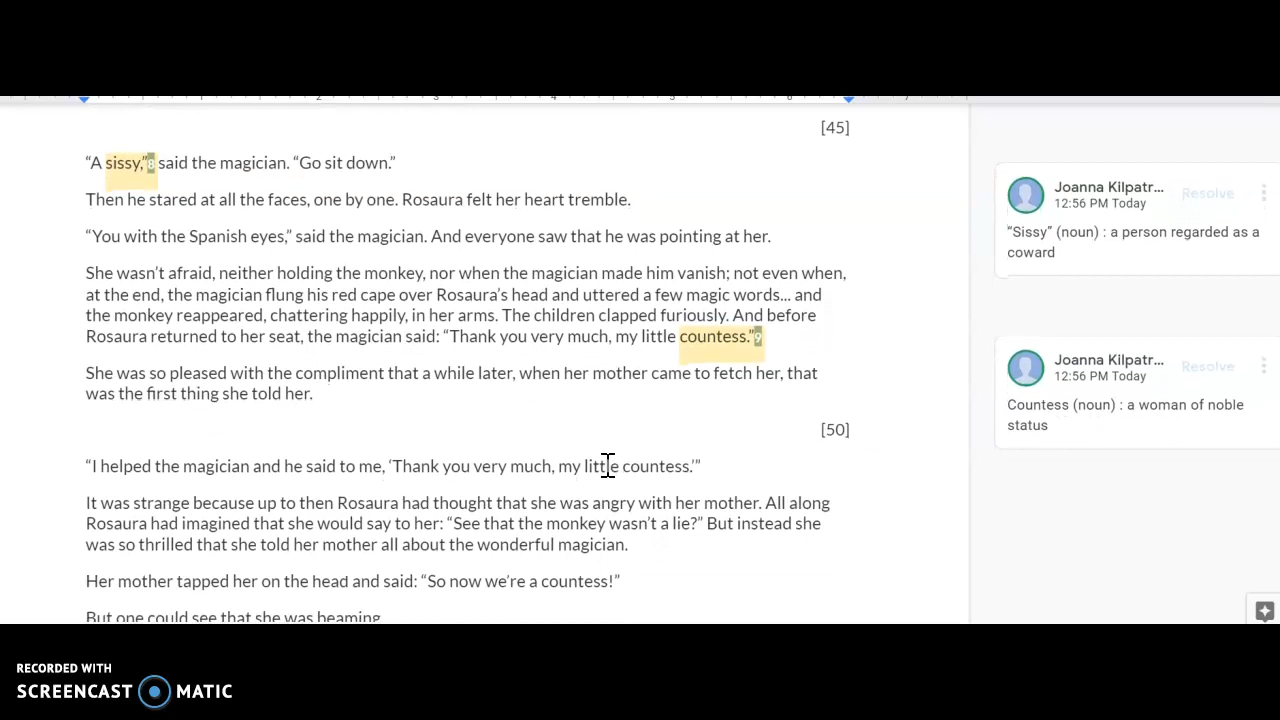 [45]
“A sissy,”8 said the magician. “Go sit down.”
Then he stared at all the faces, one by one. Rosaura felt her heart tremble.
“You with the Spanish eyes,” said the magician. And everyone saw that he was pointing at her.
She wasn’t afraid, neither holding the monkey, nor when the magician made him vanish; not even when,
at the end, the magician flung his red cape over Rosaura’s head and uttered a few magic words... and
the monkey reappeared, chattering happily, in her arms. The children clapped furiously. And before
Rosaura returned to her seat, the magician said: “Thank you very much, my little countess.”9
She was so pleased with the compliment that a while later, when her mother came to fetch her, that
was the first thing she told her.
[50]
“I helped the magician and he said to me, ‘Thank you very much, my little countess.’”
It was strange because up to then Rosaura had thought that she was angry with her mother. All along
Rosaura had imagined that she would say to her: “See that the monkey wasn’t a lie?” But instead she
was so thrilled that she told her mother all about the wonderful magician.
Her mother tapped her on the head and said: “So now we’re a countess!”
But one could see that she was beaming.
Joanna Kilpatr...
Resolve
12:56 PM Today
“Sissy” (noun) : a person regarded as a
coward
Joanna Kilpatr...
Resolve
12:56 PM Today
Countess (noun) : a woman of noble
status
RECORDED WITH
SCREENCAST MATIC